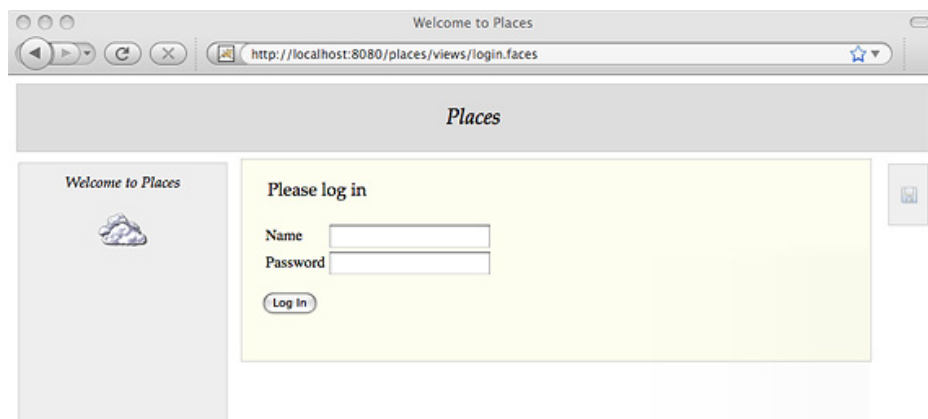 Welcome to Places
http://localhost:8080/places/views/login.faces
Places
Welcome to Places
Please log in
Name
Password
Log In